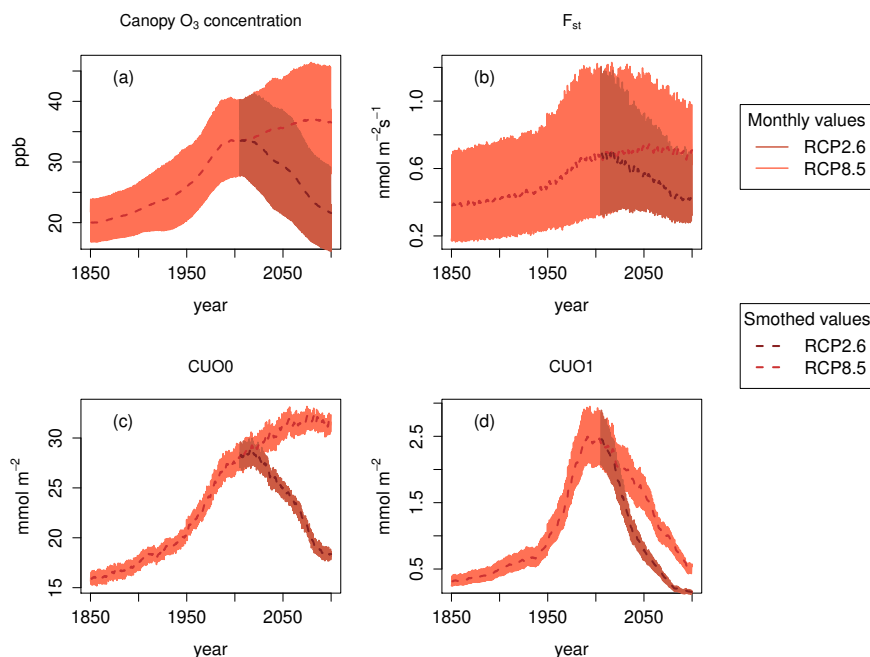 Canopy O₃ concentration
(a)
ppb
20 30 40
1850 1950 2050
year
Fₛₜ
(b)
nmol m⁻²s⁻¹
0.2 0.6 1.0
1850 1950 2050
year
Monthly values
RCP2.6
RCP8.5
Smothed values
RCP2.6
RCP8.5
CUO0
(c)
mmol m⁻²
15 20 25 30
1850 1950 2050
year
CUO1
(d)
mmol m⁻²
0.5 1.5 2.5
1850 1950 2050
year